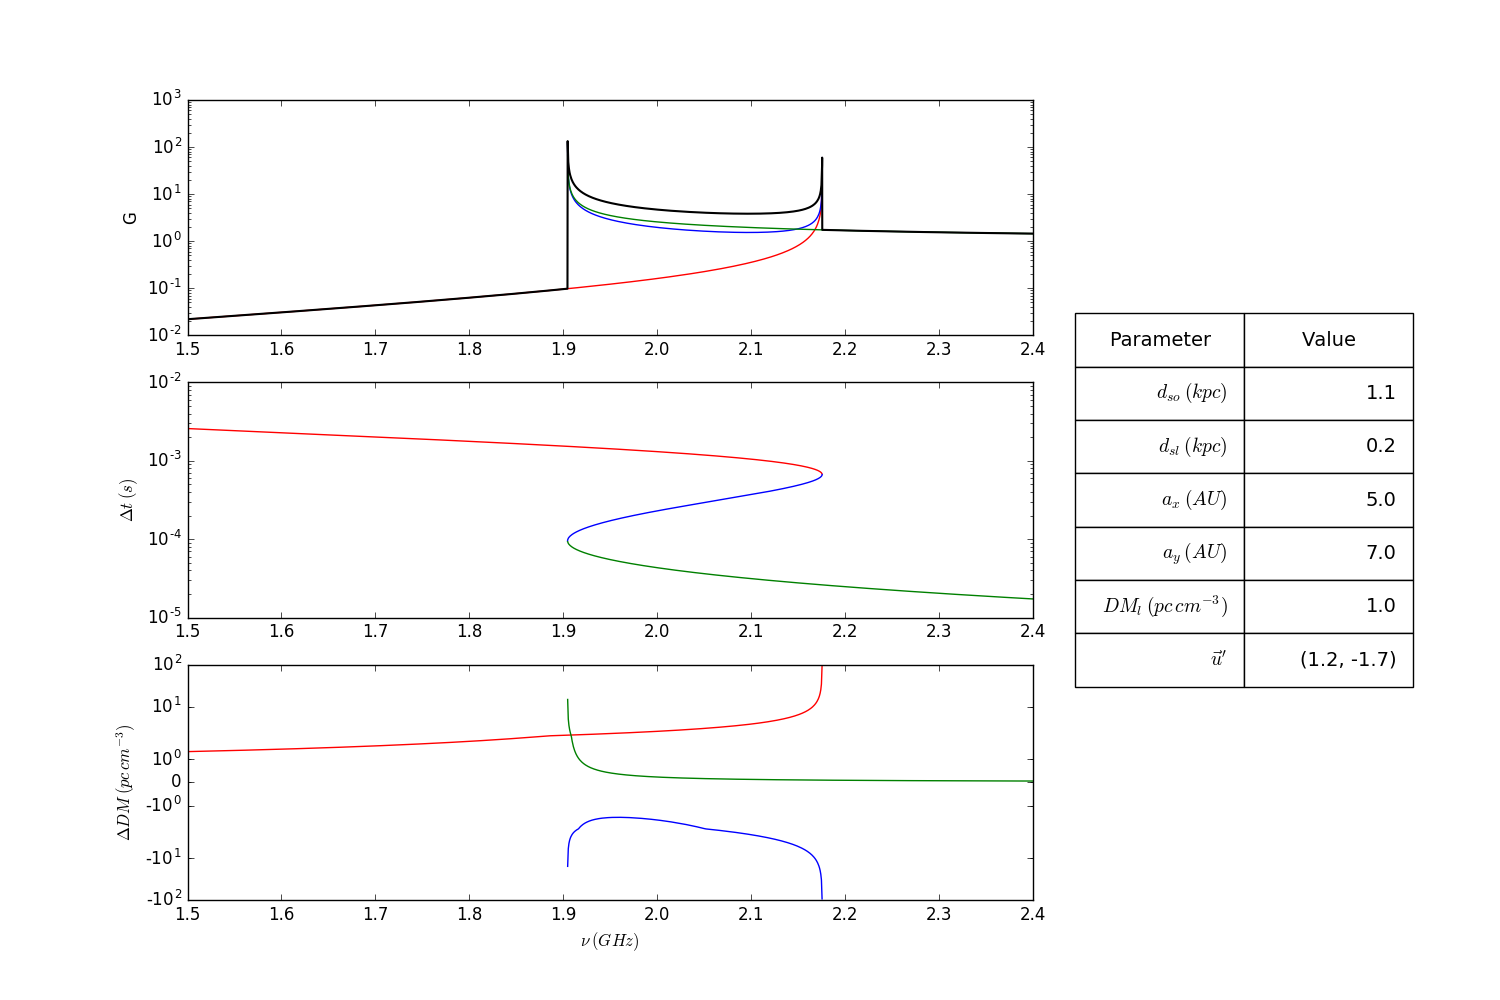 10^3
10^2
10^1
10^0
10^-1
10^-2
G
1.5 1.6 1.7 1.8 1.9 2.0 2.1 2.2 2.3 2.4
10^-2
10^-3
10^-4
10^-5
Δt (s)
1.5 1.6 1.7 1.8 1.9 2.0 2.1 2.2 2.3 2.4
10^2
10^1
10^0
0
-10^0
-10^1
-10^2
ΔDM (pc cm^-3)
1.5 1.6 1.7 1.8 1.9 2.0 2.1 2.2 2.3 2.4
ν (GHz)
Parameter Value
d_so (kpc) 1.1
d_sl (kpc) 0.2
a_x (AU) 5.0
a_y (AU) 7.0
DM_l (pc cm^-3) 1.0
u⃗′ (1.2, -1.7)